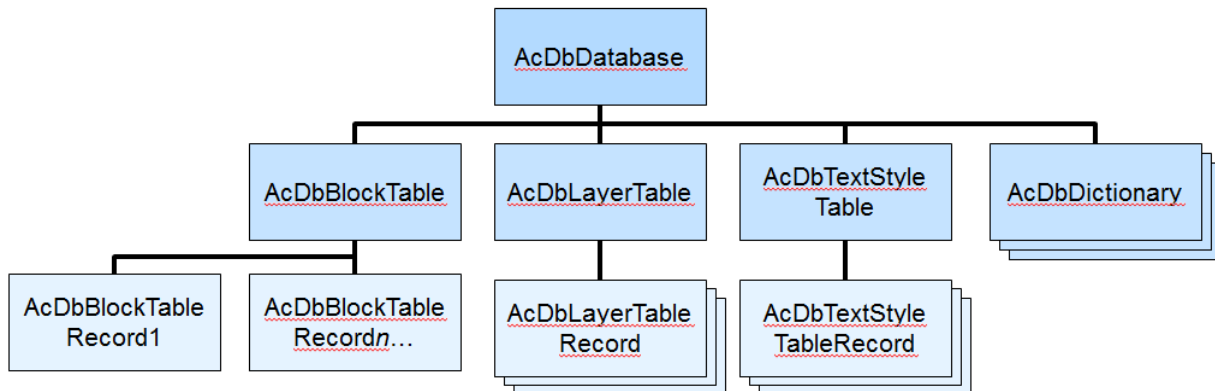 AcDbDatabase
AcDbBlockTable
AcDbLayerTable
AcDbTextStyle
Table
AcDbDictionary
AcDbBlockTable
Record1
AcDbBlockTable
Recordn...
AcDbLayerTable
Record
AcDbTextStyle
TableRecord